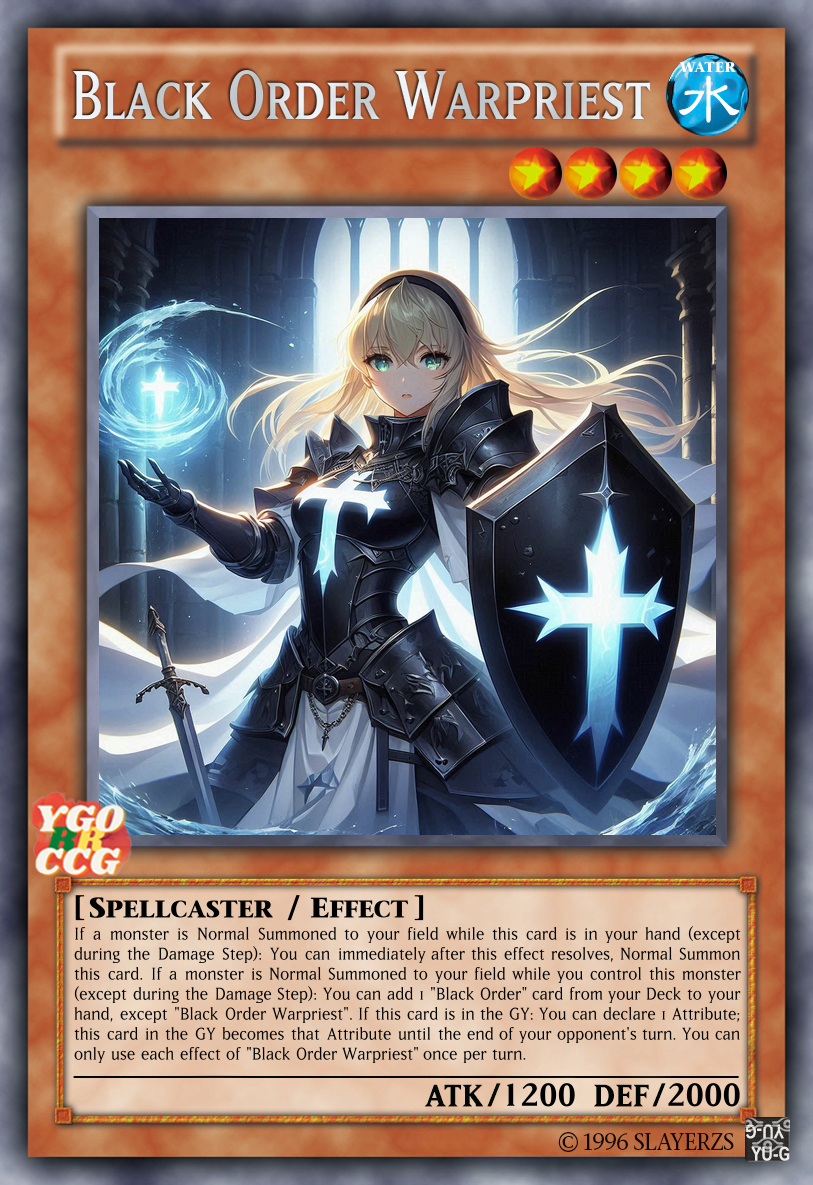 Black Order Warpriest
WATER
水
YGO
RR
CCG
[ Spellcaster / Effect ]
If a monster is Normal Summoned to your field while this card is in your hand (except
during the Damage Step): You can immediately after this effect resolves, Normal Summon
this card. If a monster is Normal Summoned to your field while you control this monster
(except during the Damage Step): You can add 1 "Black Order" card from your Deck to your
hand, except "Black Order Warpriest". If this card is in the GY: You can declare 1 Attribute;
this card in the GY becomes that Attribute until the end of your opponent's turn. You can
only use each effect of "Black Order Warpriest" once per turn.
ATK/1200 DEF/2000
© 1996 SLAYERZS
YU-G